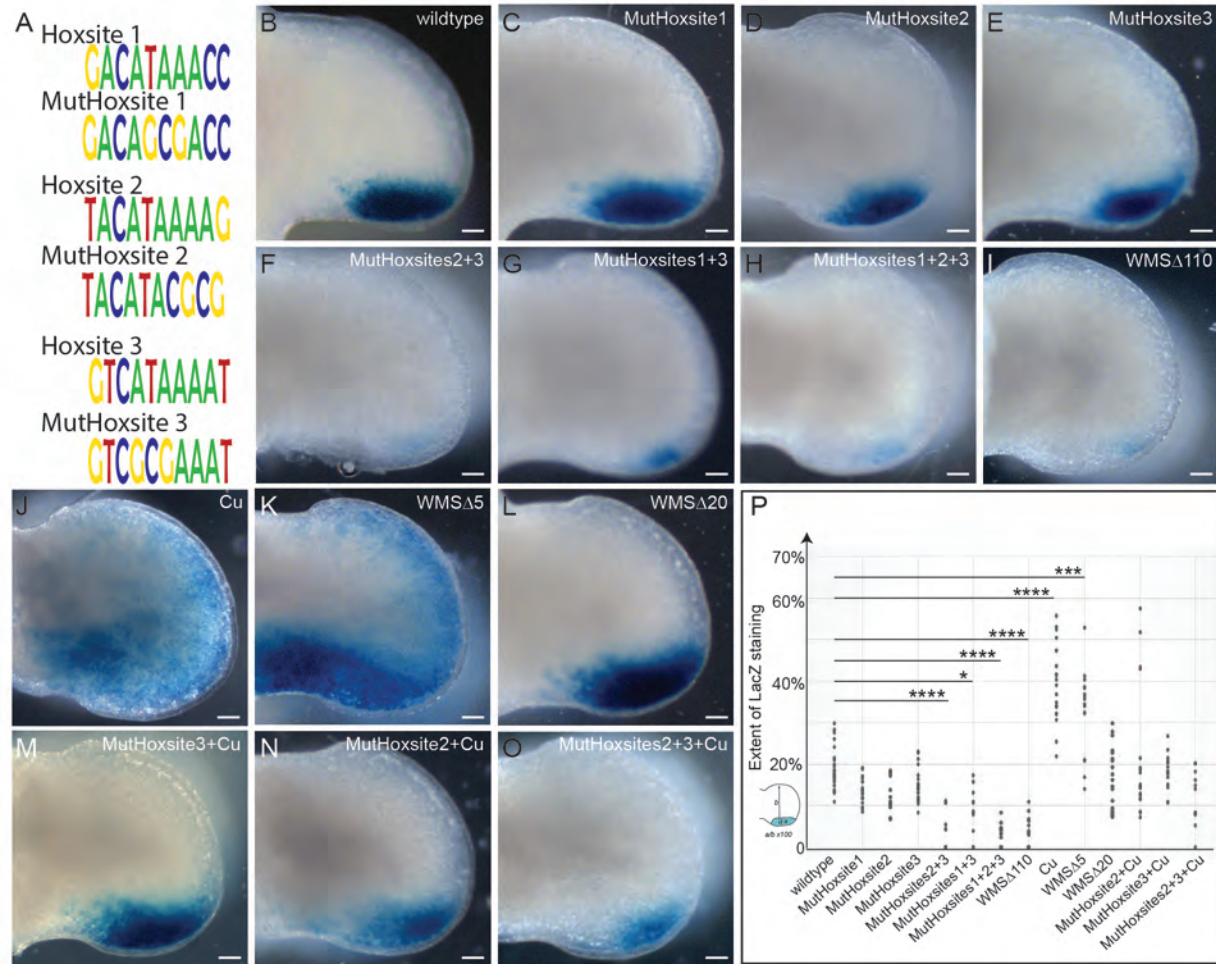 A
Hoxsite 1
GACATAAACC
MutHoxsite 1
GACAGCGACC
Hoxsite 2
TACATAAAAG
MutHoxsite 2
TACATACGCG
Hoxsite 3
GTCATAAAAT
MutHoxsite 3
GTCGCGAAAT
B wildtype
C MutHoxsite1
D MutHoxsite2
E MutHoxsite3
F MutHoxsites2+3
G MutHoxsites1+3
H MutHoxsites1+2+3
I WMSΔ110
J Cu
K WMSΔ5
L WMSΔ20
M MutHoxsite3+Cu
N MutHoxsite2+Cu
O MutHoxsites2+3+Cu
P
Extent of LacZ staining
70%
60%
40%
20%
0
***
****
****
****
*
****
b
a
a/b x100
wildtype
MutHoxsite1
MutHoxsite2
MutHoxsite3
MutHoxsites2+3
MutHoxsites1+3
MutHoxsites1+2+3
WMSΔ110
Cu
WMSΔ5
WMSΔ20
MutHoxsite2+Cu
MutHoxsite3+Cu
MutHoxsites2+3+Cu